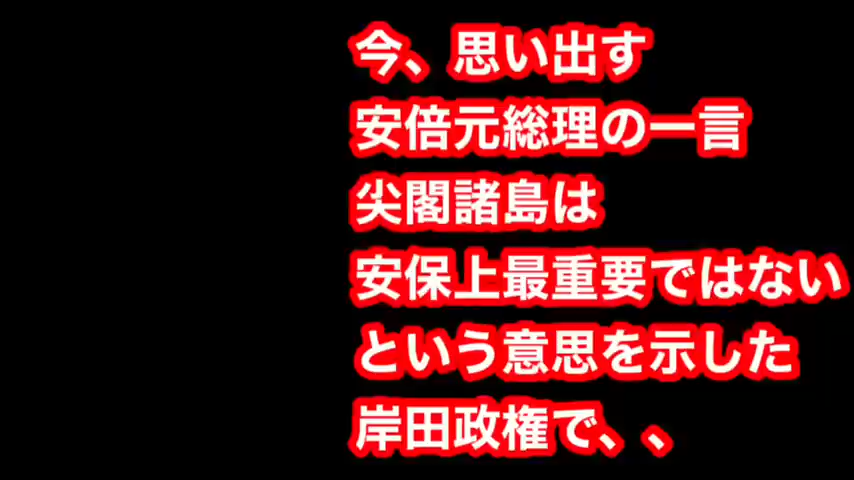 今、思い出す
安倍元総理の一言
尖閣諸島は
安保上最重要ではない
という意思を示した
岸田政権で、、